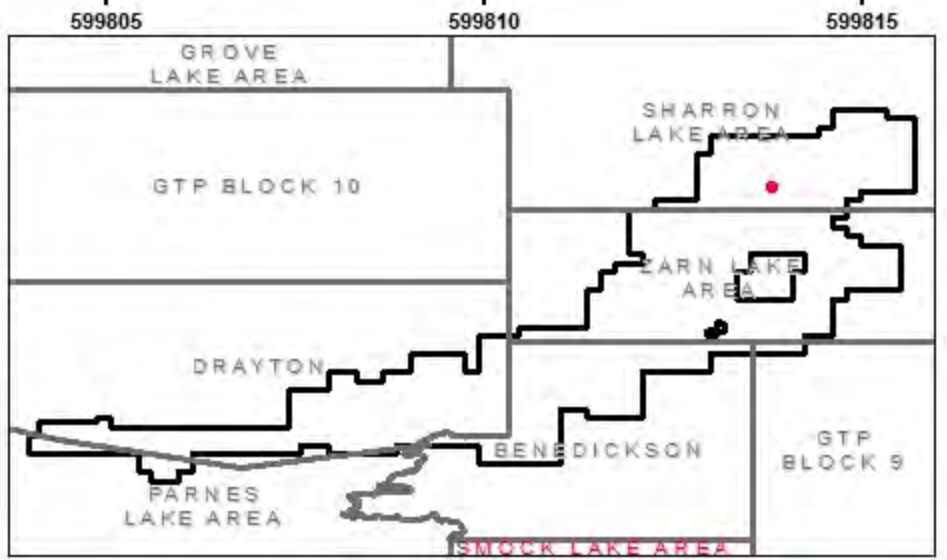 599805 599810 599815
GROVE
LAKE AREA
SHARRON
LAKE AREA
GTP BLOCK 10
ZARN LAKE
AREA
DRAYTON
BENEDICKSON
GTP
BLOCK 9
PARNES
LAKE AREA
SMOCK LAKE AREA